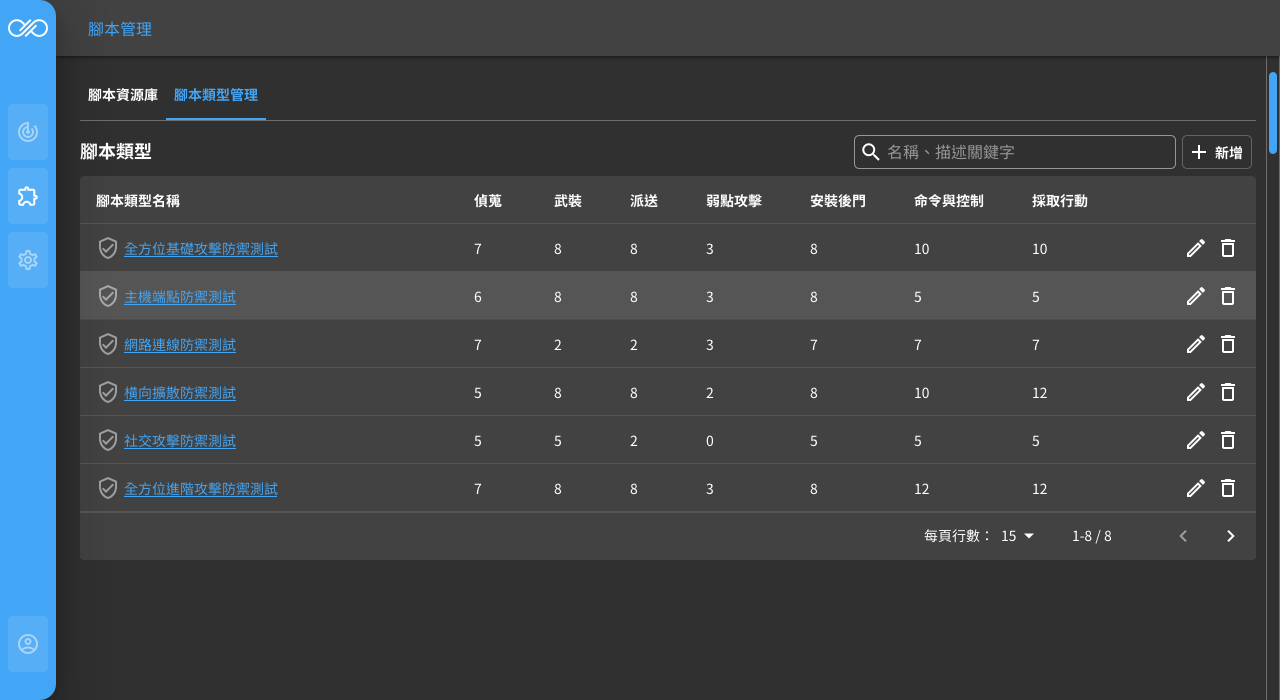 腳本管理
腳本資源庫 腳本類型管理
腳本類型 名稱、描述關鍵字 新增
腳本類型名稱 偵蒐 武裝 派送 弱點攻擊 安裝後門 命令與控制 採取行動
全方位基礎攻擊防禦測試 7 8 8 3 8 10 10
主機端點防禦測試 6 8 8 3 8 5 5
網路連線防禦測試 7 2 2 3 7 7 7
橫向擴散防禦測試 5 8 8 2 8 10 12
社交攻擊防禦測試 5 5 2 0 5 5 5
全方位進階攻擊防禦測試 7 8 8 3 8 12 12
每頁行數： 15 1-8 / 8